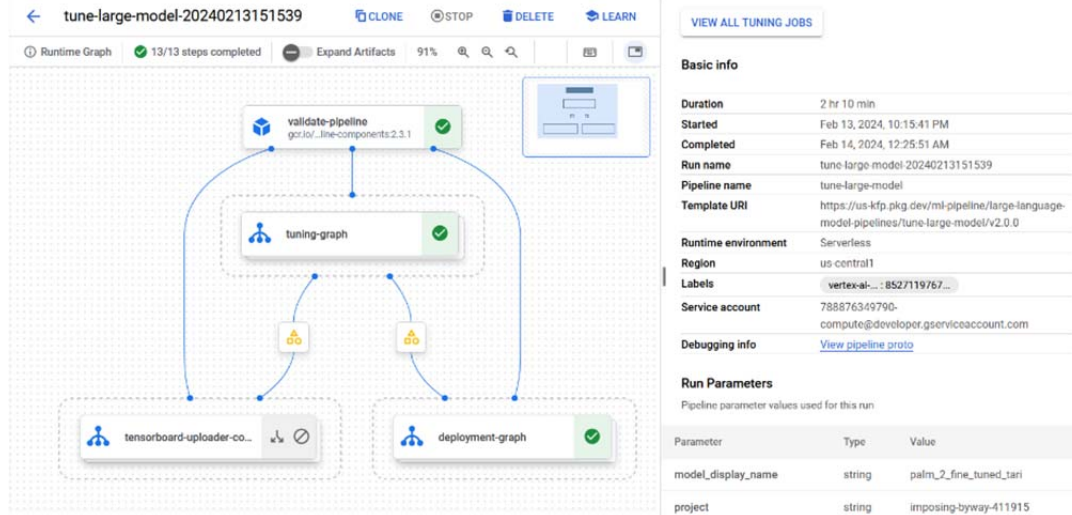 tune-large-model-20240213151539
CLONE
STOP
DELETE
LEARN
Runtime Graph
13/13 steps completed
Expand Artifacts
91%
validate-pipeline
gcr.io/...line-components:2.3.1
tuning-graph
tensorboard-uploader-co...
deployment-graph
VIEW ALL TUNING JOBS
Basic info
Duration 2 hr 10 min
Started Feb 13, 2024, 10:15:41 PM
Completed Feb 14, 2024, 12:25:51 AM
Run name tune-large-model-20240213151539
Pipeline name tune-large-model
Template URI https://us-kfp.pkg.dev/ml-pipeline/large-language-
model-pipelines/tune-large-model/v2.0.0
Runtime environment Serverless
Region us-central1
Labels vertex-ai-... : 8527119767...
Service account 788876349790-
compute@developer.gserviceaccount.com
Debugging info View pipeline proto
Run Parameters
Pipeline parameter values used for this run
Parameter Type Value
model_display_name string palm_2_fine_tuned_tari
project string imposing-byway-411915